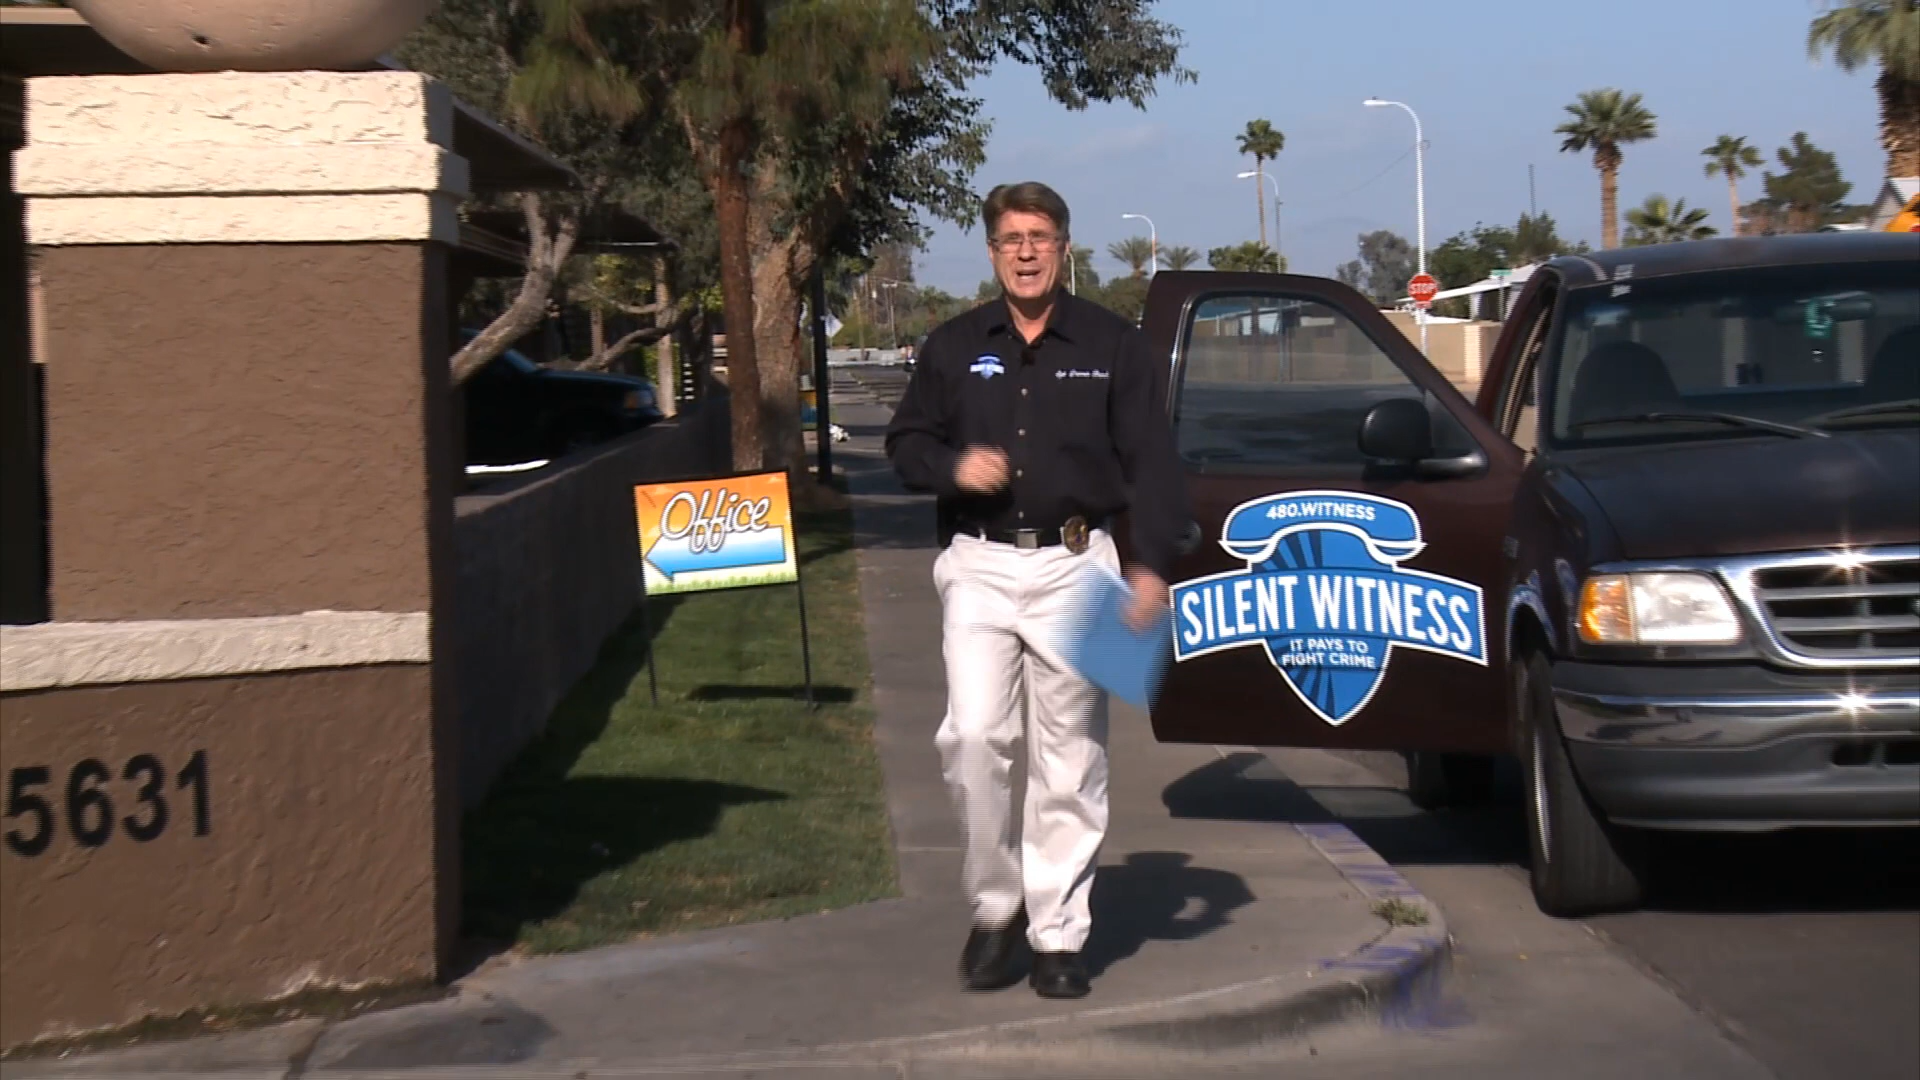 5631
Office
STOP
480.WITNESS
SILENT WITNESS
IT PAYS TO
FIGHT CRIME